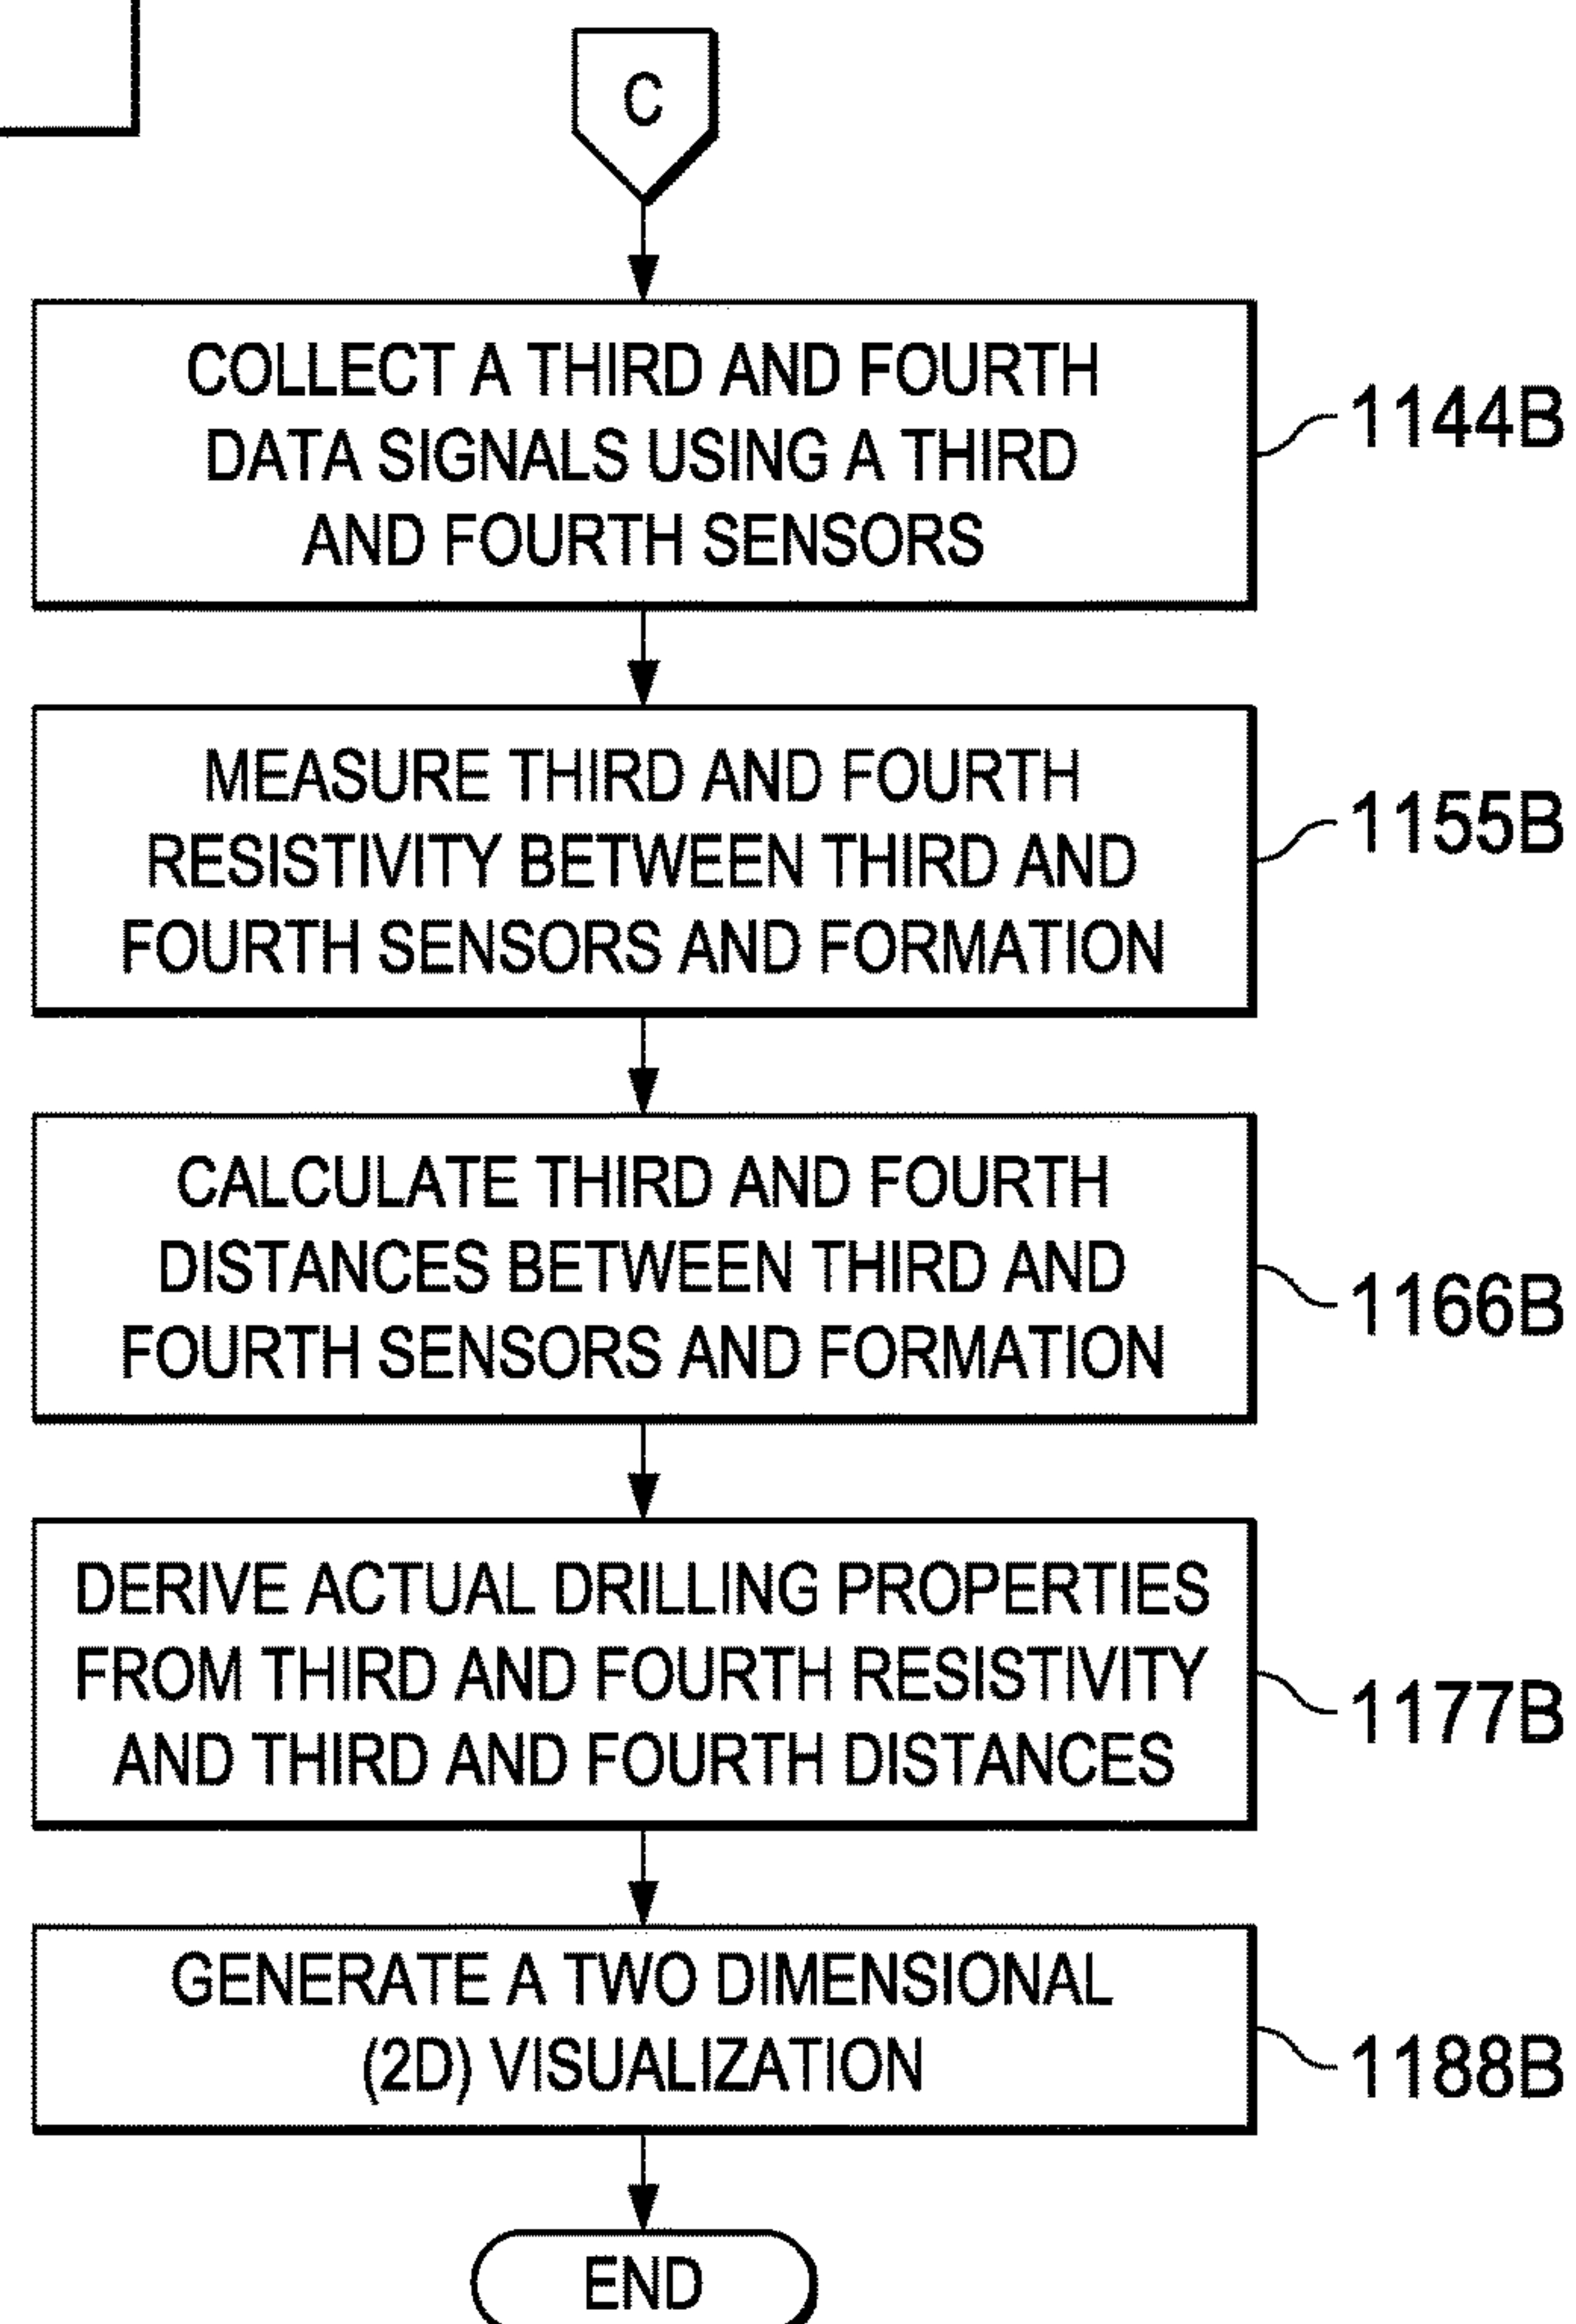 C
COLLECT A THIRD AND FOURTH
DATA SIGNALS USING A THIRD
AND FOURTH SENSORS
1144B
MEASURE THIRD AND FOURTH
RESISTIVITY BETWEEN THIRD AND
FOURTH SENSORS AND FORMATION
1155B
CALCULATE THIRD AND FOURTH
DISTANCES BETWEEN THIRD AND
FOURTH SENSORS AND FORMATION
1166B
DERIVE ACTUAL DRILLING PROPERTIES
FROM THIRD AND FOURTH RESISTIVITY
AND THIRD AND FOURTH DISTANCES
1177B
GENERATE A TWO DIMENSIONAL
(2D) VISUALIZATION
1188B
END